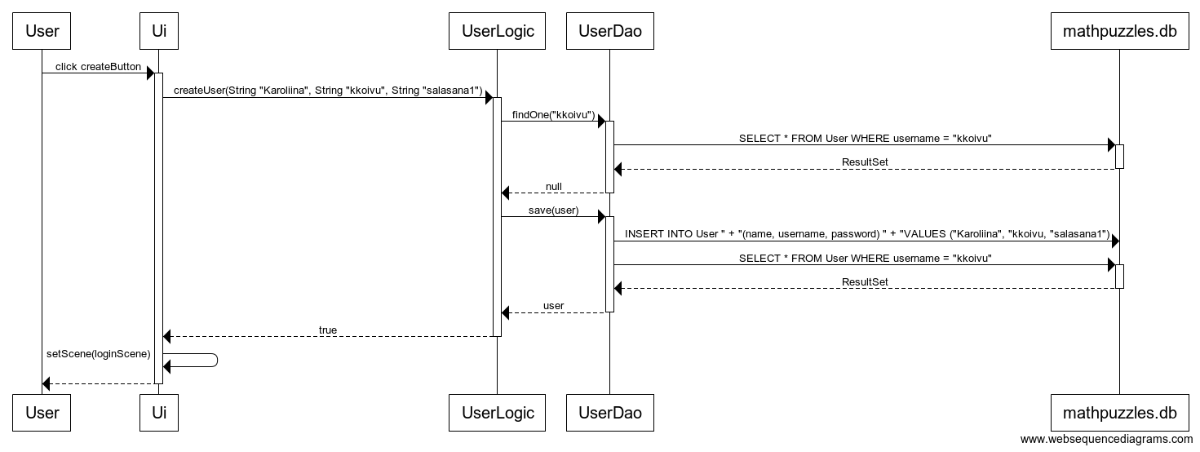 User Ui UserLogic UserDao mathpuzzles.db
click createButton
createUser(String "Karoliina", String "kkoivu", String "salasana1")
findOne("kkoivu")
SELECT * FROM User WHERE username = "kkoivu"
ResultSet
null
save(user)
INSERT INTO User " + "(name, username, password) " + "VALUES ("Karoliina", "kkoivu, "salasana1")
SELECT * FROM User WHERE username = "kkoivu"
ResultSet
user
true
setScene(loginScene)
User Ui UserLogic UserDao mathpuzzles.db
www.websequencediagrams.com